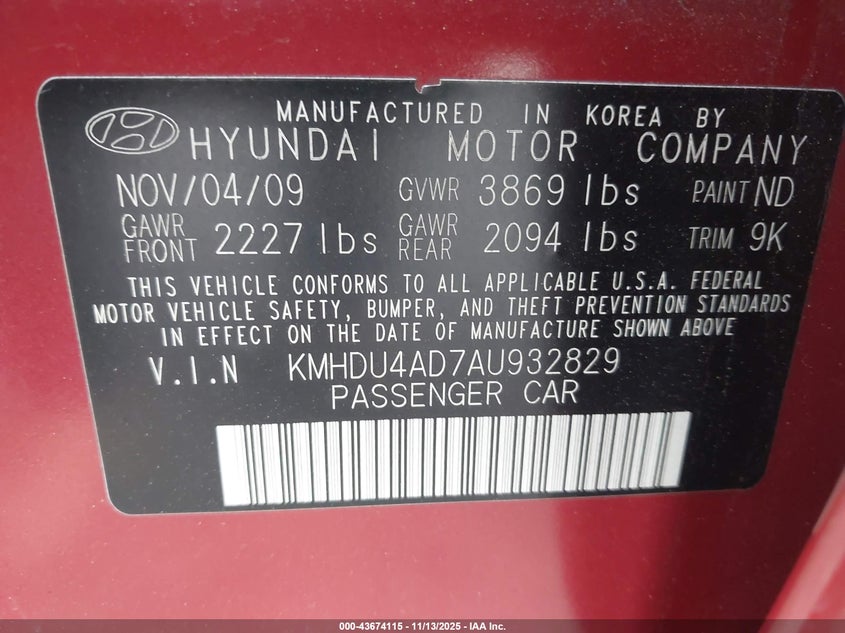 MANUFACTURED IN KOREA BY
HYUNDAI MOTOR COMPANY
NOV/04/09 GVWR 3869 lbs PAINT ND
GAWR FRONT 2227 lbs GAWR REAR 2094 lbs TRIM 9K
THIS VEHICLE CONFORMS TO ALL APPLICABLE U.S.A. FEDERAL
MOTOR VEHICLE SAFETY, BUMPER, AND THEFT PREVENTION STANDARDS
IN EFFECT ON THE DATE OF MANUFACTURE SHOWN ABOVE
V.I.N KMHDU4AD7AU932829
PASSENGER CAR
000-43674115 - 11/13/2025 - IAA Inc.